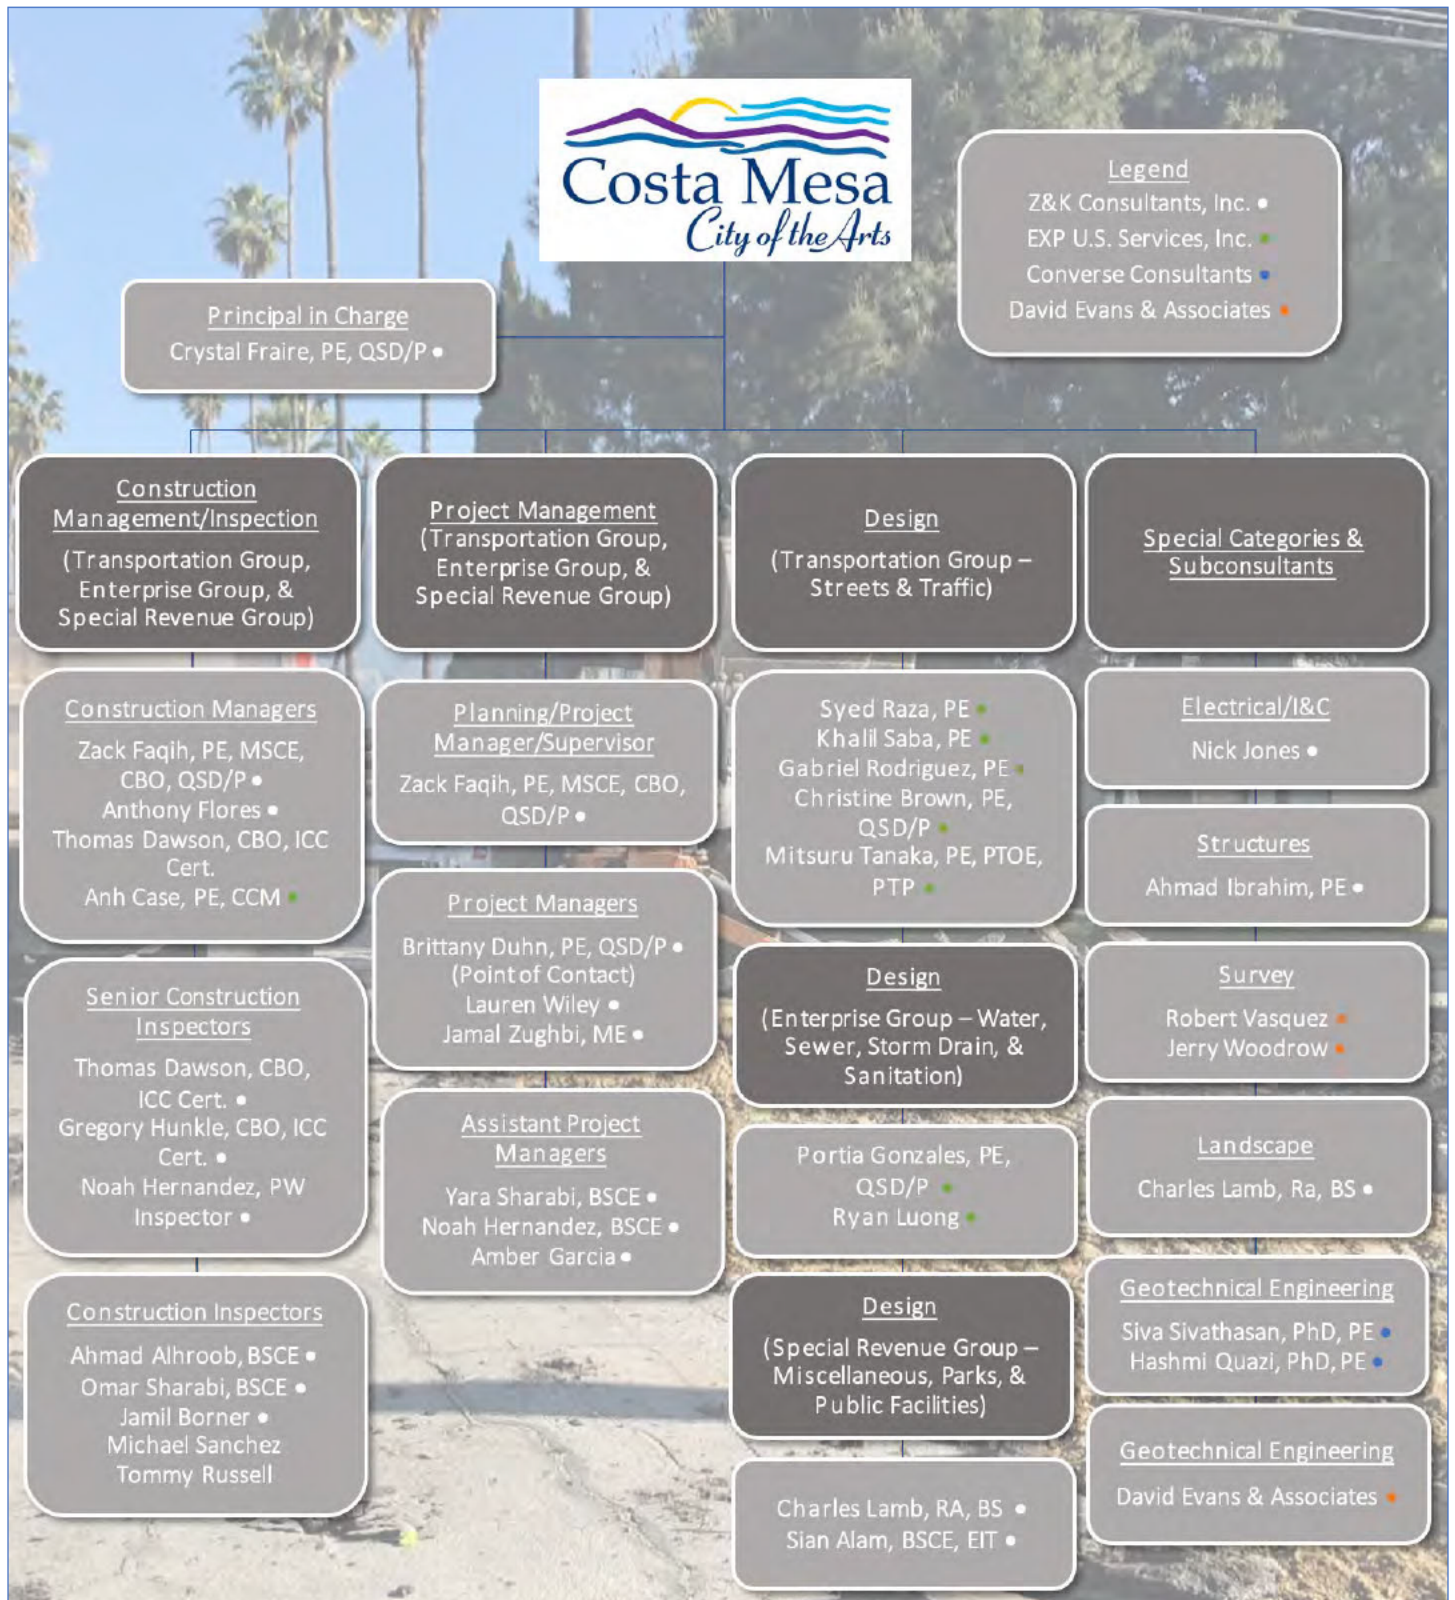 Costa Mesa
City of the Arts
Legend
Z&K Consultants, Inc. •
EXP U.S. Services, Inc. •
Converse Consultants •
David Evans & Associates •
Principal in Charge
Crystal Fraire, PE, QSD/P •
Construction
Management/Inspection
(Transportation Group,
Enterprise Group, &
Special Revenue Group)
Construction Managers
Zack Faqih, PE, MSCE,
CBO, QSD/P •
Anthony Flores •
Thomas Dawson, CBO, ICC
Cert.
Anh Case, PE, CCM •
Senior Construction
Inspectors
Thomas Dawson, CBO,
ICC Cert. •
Gregory Hunkle, CBO, ICC
Cert. •
Noah Hernandez, PW
Inspector •
Construction Inspectors
Ahmad Alhroob, BSCE •
Omar Sharabi, BSCE •
Jamil Borner •
Michael Sanchez
Tommy Russell
Project Management
(Transportation Group,
Enterprise Group, &
Special Revenue Group)
Planning/Project
Manager/Supervisor
Zack Faqih, PE, MSCE, CBO,
QSD/P •
Project Managers
Brittany Duhn, PE, QSD/P •
(Point of Contact)
Lauren Wiley •
Jamal Zughbi, ME •
Assistant Project
Managers
Yara Sharabi, BSCE •
Noah Hernandez, BSCE •
Amber Garcia •
Design
(Transportation Group –
Streets & Traffic)
Syed Raza, PE •
Khalil Saba, PE •
Gabriel Rodriguez, PE •
Christine Brown, PE,
QSD/P •
Mitsuru Tanaka, PE, PTOE,
PTP •
Design
(Enterprise Group – Water,
Sewer, Storm Drain, &
Sanitation)
Portia Gonzales, PE,
QSD/P •
Ryan Luong •
Design
(Special Revenue Group –
Miscellaneous, Parks, &
Public Facilities)
Charles Lamb, RA, BS •
Sian Alam, BSCE, EIT •
Special Categories &
Subconsultants
Electrical/I&C
Nick Jones •
Structures
Ahmad Ibrahim, PE •
Survey
Robert Vasquez •
Jerry Woodrow •
Landscape
Charles Lamb, Ra, BS •
Geotechnical Engineering
Siva Sivathasan, PhD, PE •
Hashmi Quazi, PhD, PE •
Geotechnical Engineering
David Evans & Associates •